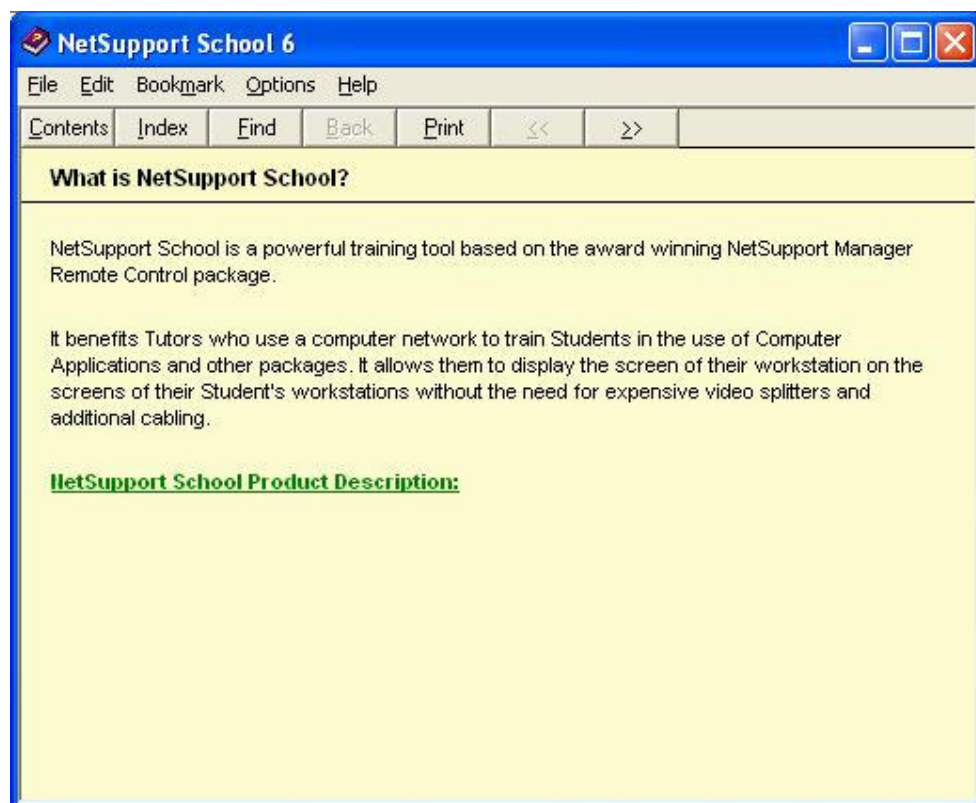 NetSupport School 6
File Edit Bookmark Options Help
Contents Index Find Back Print << >>
What is NetSupport School?
NetSupport School is a powerful training tool based on the award winning NetSupport Manager
Remote Control package.
It benefits Tutors who use a computer network to train Students in the use of Computer
Applications and other packages. It allows them to display the screen of their workstation on the
screens of their Student's workstations without the need for expensive video splitters and
additional cabling.
NetSupport School Product Description: